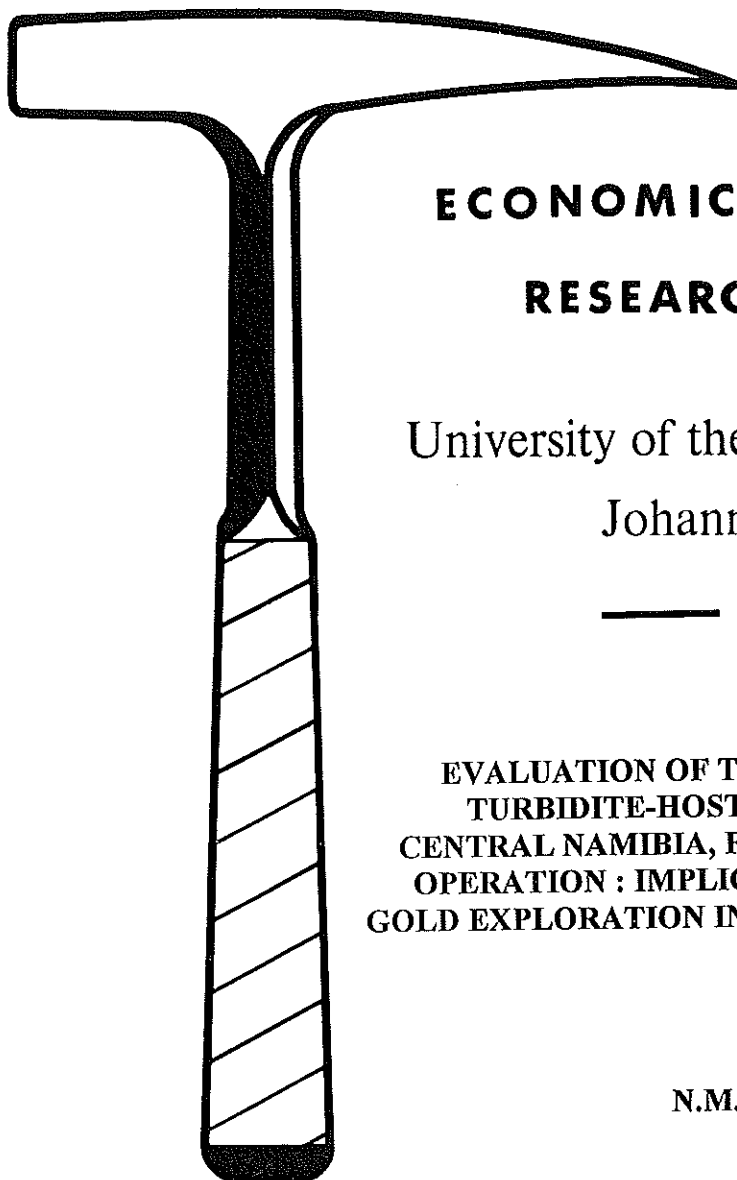 ECONOMIC
RESEARC
University of the
Johann
EVALUATION OF T
TURBIDITE-HOST
CENTRAL NAMIBIA,
OPERATION : IMPLIC
GOLD EXPLORATION IN
N.M.